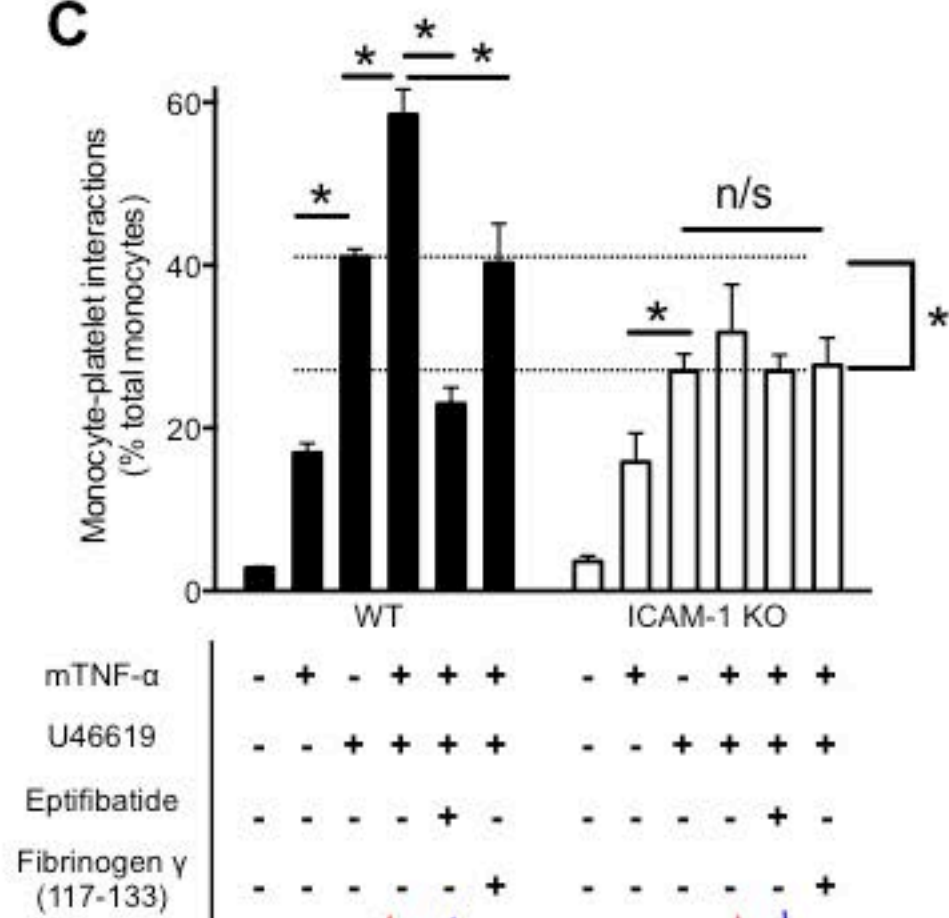 C
* *
*
60
*
n/s
40
*
*
20
0
Monocyte-platelet interactions
(% total monocytes)
WT ICAM-1 KO
mTNF-α - + - + + + - + - + + +
U46619 - - + + + + - - + + + +
Eptifibatide - - - - + - - - - - + -
Fibrinogen γ
(117-133) - - - - - + - - - - - +